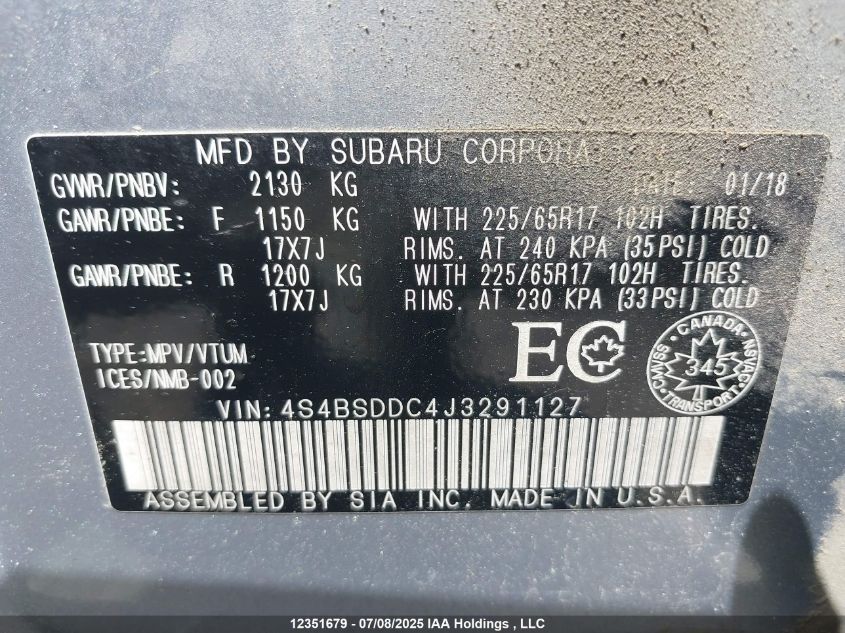 MFD BY SUBARU CORPORA
GVWR/PNBV: 2130 KG DATE: 01/18
GAWR/PNBE: F 1150 KG WITH 225/65R17 102H TIRES.
17X7J RIMS. AT 240 KPA (35PSI) COLD
GAWR/PNBE: R 1200 KG WITH 225/65R17 102H TIRES.
17X7J RIMS. AT 230 KPA (33PSI) COLD
TYPE:MPV/VTUM
ICES/NMB-002
EC
CANADA
CMVSS NSVAC
345
VIN: 4S4BSDDC4J3291127
ASSEMBLED BY SIA INC. MADE IN U.S.A.
12351679 - 07/08/2025 IAA Holdings , LLC